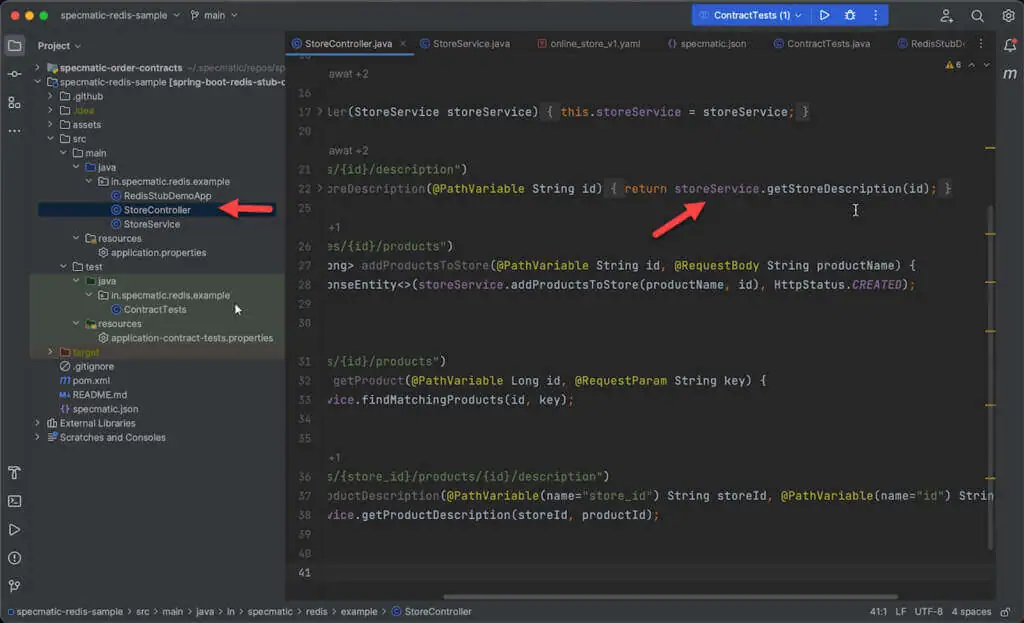 specmatic-redis-sample
main
ContractTests (1)
Project
StoreController.java
StoreService.java
online_store_v1.yaml
specmatic.json
ContractTests.java
specmatic-order-contracts ~/.specmatic/repos/s
specmatic-redis-sample [spring-boot-redis-stub-d
.github
.idea
assets
src
main
java
in.specmatic.redis.example
RedisStubDemoApp
StoreController
StoreService
resources
application.properties
test
java
in.specmatic.redis.example
ContractTests
resources
application-contract-tests.properties
target
.gitignore
pom.xml
README.md
specmatic.json
External Libraries
Scratches and Consoles
6
awat +2
16
17 ler(StoreService storeService) { this.storeService = storeService; }
20
awat +2
21 s/{id}/description")
22 oreDescription(@PathVariable String id) { return storeService.getStoreDescription(id); }
25
+1
26 es/{id}/products")
27 ong> addProductsToStore(@PathVariable String id, @RequestBody String productName) {
28 onseEntity<>(storeService.addProductsToStore(productName, id), HttpStatus.CREATED);
29
30
31 s/{id}/products")
32 getProduct(@PathVariable Long id, @RequestParam String key) {
33 vice.findMatchingProducts(id, key);
34
35
+1
36 s/{store_id}/products/{id}/description")
37 oductDescription(@PathVariable(name="store_id") String storeId, @PathVariable(name="id") Strin
38 vice.getProductDescription(storeId, productId);
39
40
41
specmatic-redis-sample > src > main > java > in > specmatic > redis > example > StoreController
41:1 LF UTF-8 4 spaces